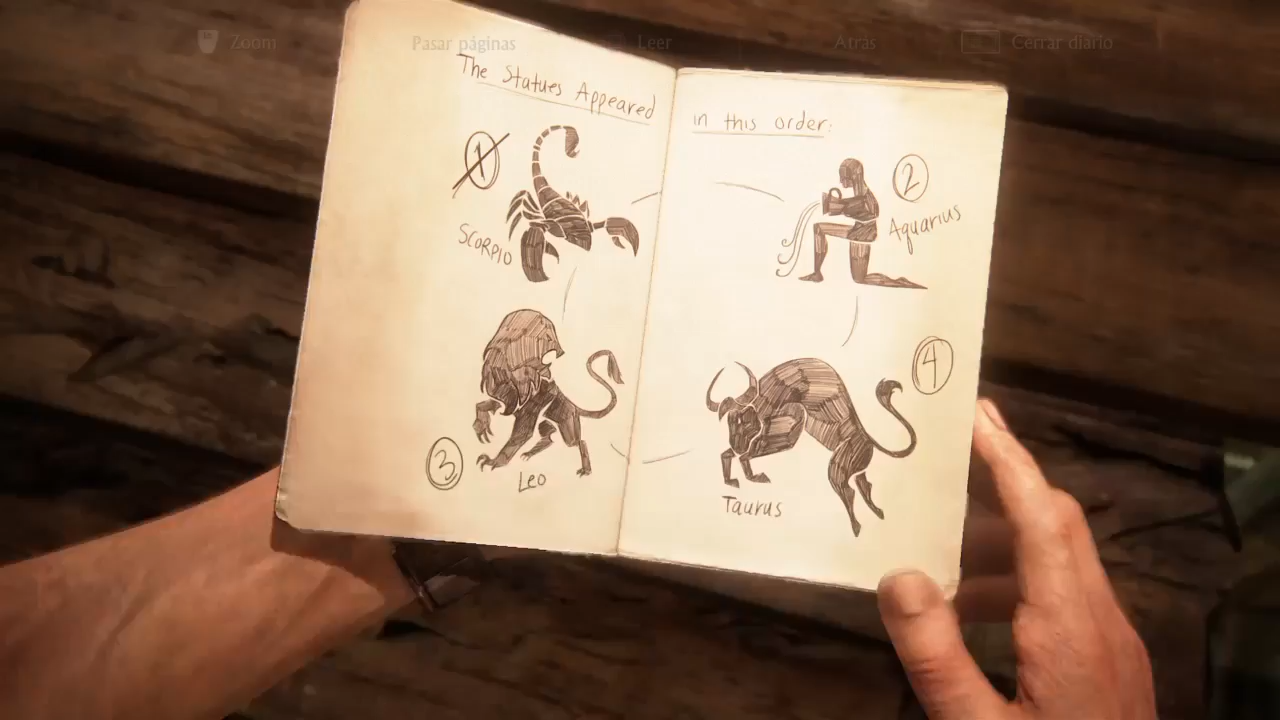 Zoom
Pasar páginas
Leer
Atrás
Cerrar diario
The Statues Appeared
in this order:
1
SCORPIO
2
Aquarius
3
Leo
4
Taurus